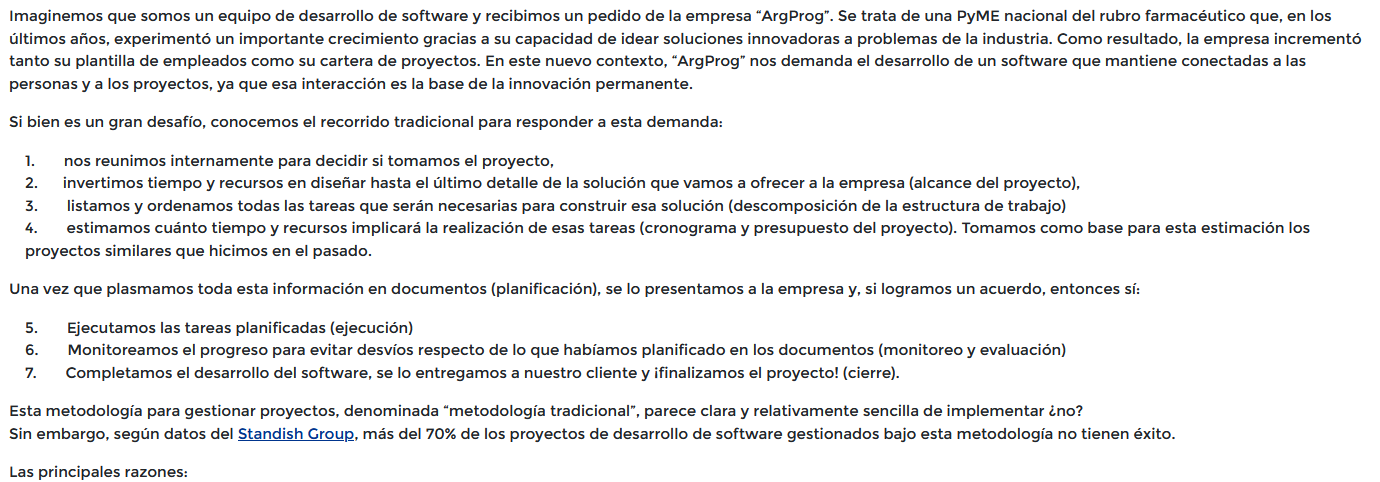 Imaginemos que somos un equipo de desarrollo de software y recibimos un pedido de la empresa “ArgProg”. Se trata de una PyME nacional del rubro farmacéutico que, en los
últimos años, experimentó un importante crecimiento gracias a su capacidad de idear soluciones innovadoras a problemas de la industria. Como resultado, la empresa incrementó
tanto su plantilla de empleados como su cartera de proyectos. En este nuevo contexto, “ArgProg” nos demanda el desarrollo de un software que mantiene conectadas a las
personas y a los proyectos, ya que esa interacción es la base de la innovación permanente.
Si bien es un gran desafío, conocemos el recorrido tradicional para responder a esta demanda:
1. nos reunimos internamente para decidir si tomamos el proyecto,
2. invertimos tiempo y recursos en diseñar hasta el último detalle de la solución que vamos a ofrecer a la empresa (alcance del proyecto),
3. listamos y ordenamos todas las tareas que serán necesarias para construir esa solución (descomposición de la estructura de trabajo)
4. estimamos cuánto tiempo y recursos implicará la realización de esas tareas (cronograma y presupuesto del proyecto). Tomamos como base para esta estimación los
proyectos similares que hicimos en el pasado.
Una vez que plasmamos toda esta información en documentos (planificación), se lo presentamos a la empresa y, si logramos un acuerdo, entonces sí:
5. Ejecutamos las tareas planificadas (ejecución)
6. Monitoreamos el progreso para evitar desvíos respecto de lo que habíamos planificado en los documentos (monitoreo y evaluación)
7. Completamos el desarrollo del software, se lo entregamos a nuestro cliente y ¡finalizamos el proyecto! (cierre).
Esta metodología para gestionar proyectos, denominada “metodología tradicional”, parece clara y relativamente sencilla de implementar ¿no?
Sin embargo, según datos del Standish Group, más del 70% de los proyectos de desarrollo de software gestionados bajo esta metodología no tienen éxito.
Las principales razones: